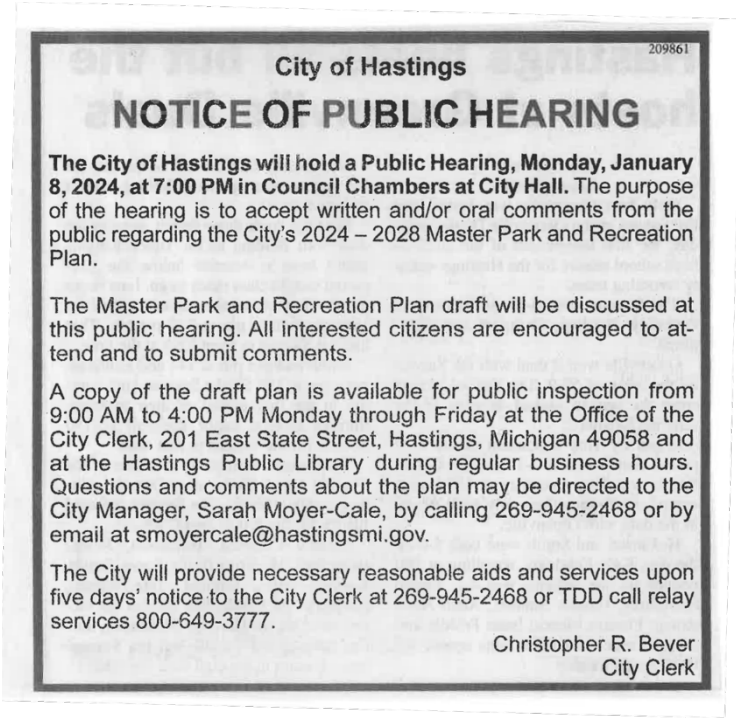 209861
City of Hastings
NOTICE OF PUBLIC HEARING
The City of Hastings will hold a Public Hearing, Monday, January
8, 2024, at 7:00 PM in Council Chambers at City Hall. The purpose
of the hearing is to accept written and/or oral comments from the
public regarding the City's 2024 – 2028 Master Park and Recreation
Plan.
The Master Park and Recreation Plan draft will be discussed at
this public hearing. All interested citizens are encouraged to at-
tend and to submit comments.
A copy of the draft plan is available for public inspection from
9:00 AM to 4:00 PM Monday through Friday at the Office of the
City Clerk, 201 East State Street, Hastings, Michigan 49058 and
at the Hastings Public Library during regular business hours.
Questions and comments about the plan may be directed to the
City Manager, Sarah Moyer-Cale, by calling 269-945-2468 or by
email at smoyercale@hastingsmi.gov.
The City will provide necessary reasonable aids and services upon
five days' notice to the City Clerk at 269-945-2468 or TDD call relay
services 800-649-3777.
Christopher R. Bever
City Clerk